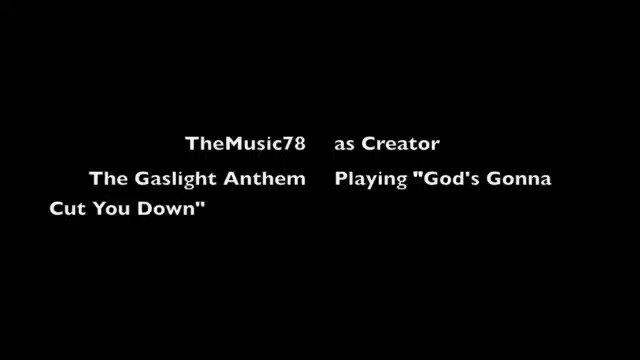 TheMusic78 as Creator
The Gaslight Anthem Playing "God's Gonna
Cut You Down"